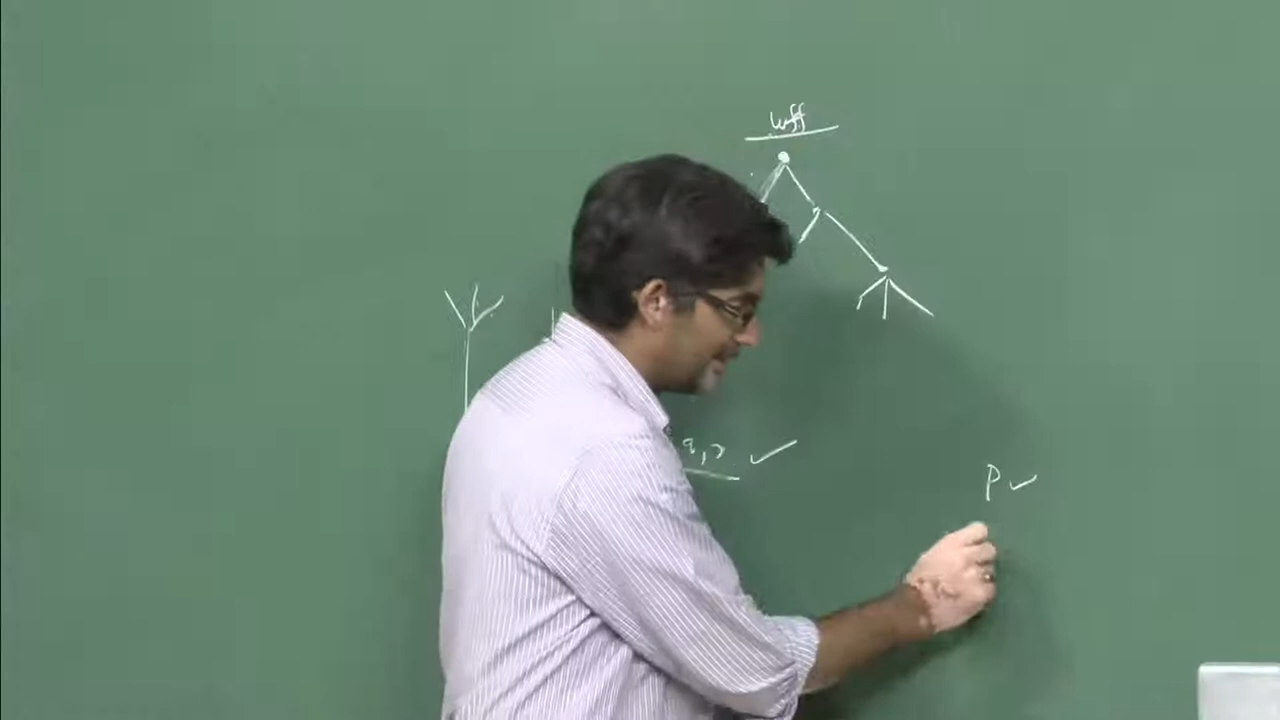 wff
q, r ✓
P ✓